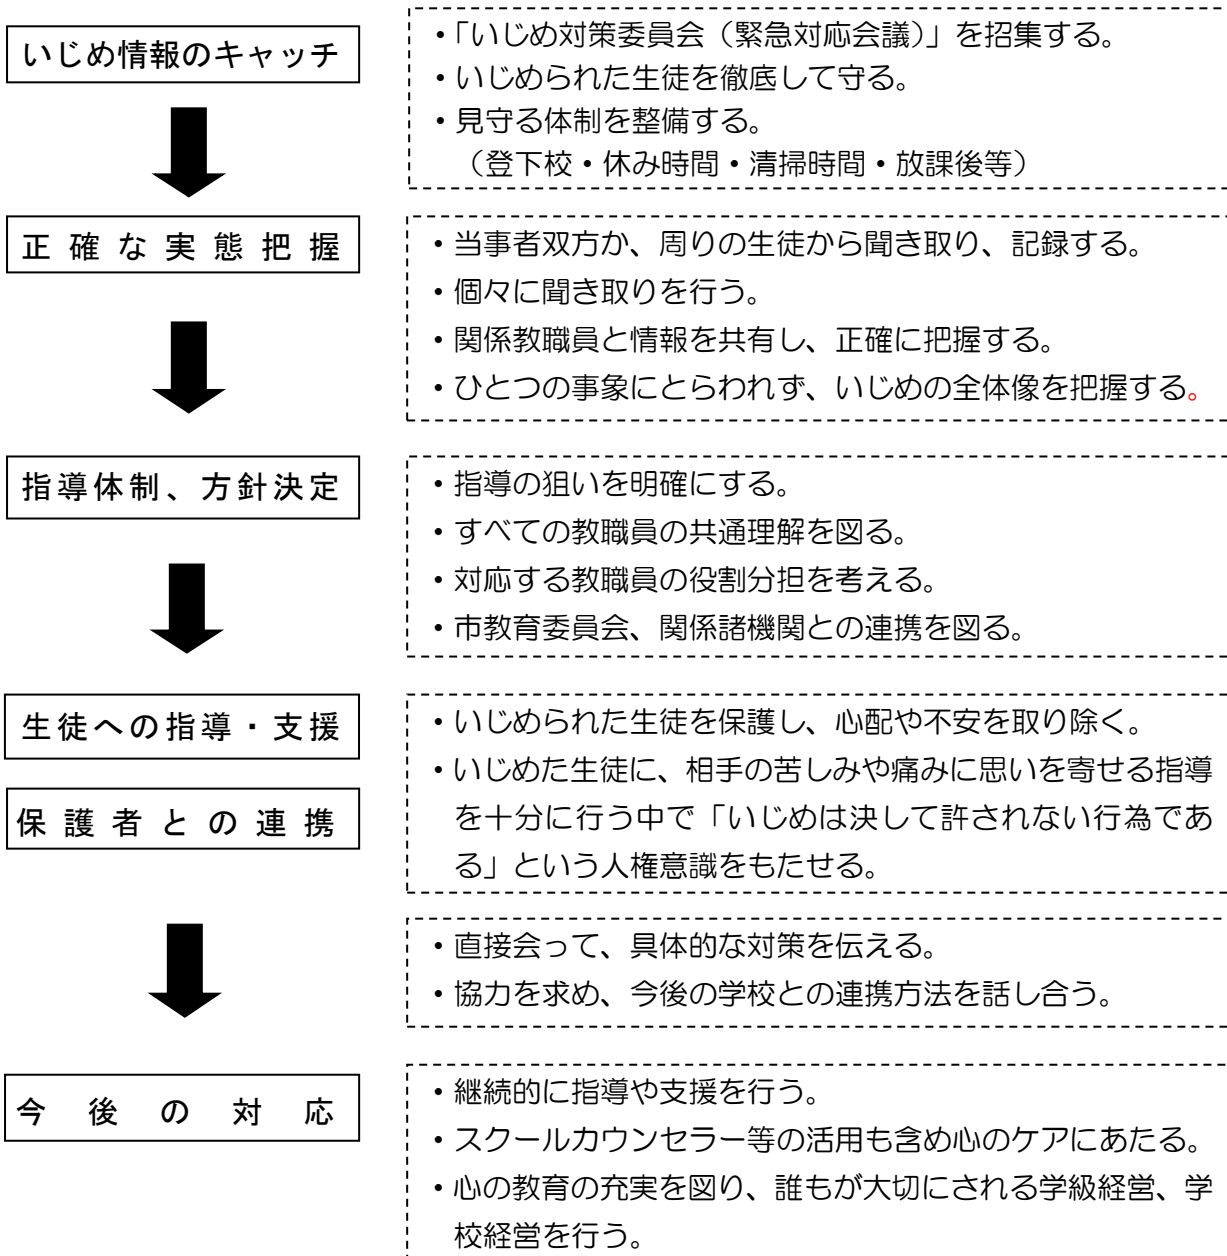 いじめ情報のキャッチ
・「いじめ対策委員会（緊急対応会議）」を招集する。
・いじめられた生徒を徹底して守る。
・見守る体制を整備する。
（登下校・休み時間・清掃時間・放課後等）
正確な実態把握
・当事者双方か、周りの生徒から聞き取り、記録する。
・個々に聞き取りを行う。
・関係教職員と情報を共有し、正確に把握する。
・ひとつの事象にとらわれず、いじめの全体像を把握する。
指導体制、方針決定
・指導の狙いを明確にする。
・すべての教職員の共通理解を図る。
・対応する教職員の役割分担を考える。
・市教育委員会、関係諸機関との連携を図る。
生徒への指導・支援
保護者との連携
・いじめられた生徒を保護し、心配や不安を取り除く。
・いじめた生徒に、相手の苦しみや痛みに思いを寄せる指導
を十分に行う中で「いじめは決して許されない行為であ
る」という人権意識をもたせる。
・直接会って、具体的な対策を伝える。
・協力を求め、今後の学校との連携方法を話し合う。
今後の対応
・継続的に指導や支援を行う。
・スクールカウンセラー等の活用も含め心のケアにあたる。
・心の教育の充実を図り、誰もが大切にされる学級経営、学
校経営を行う。